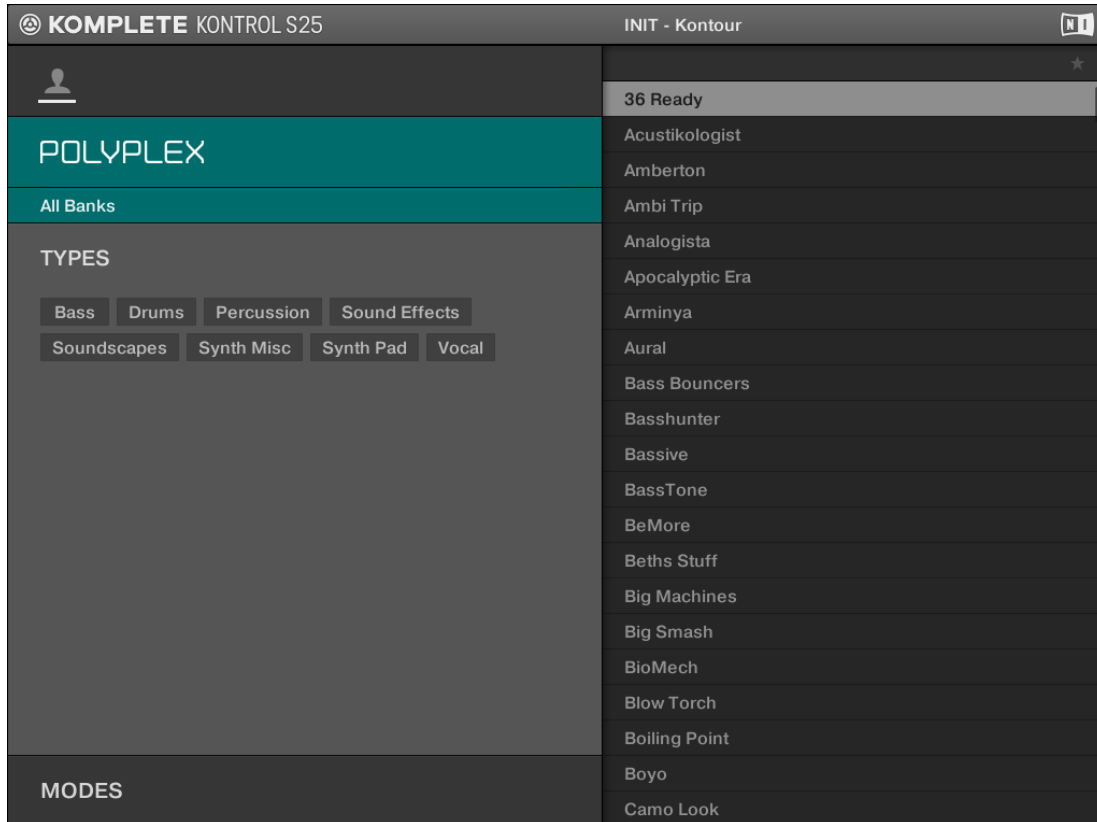 KOMPLETE KONTROL S25
INIT - Kontour
NI
POLYPLEX
All Banks
TYPES
Bass Drums Percussion Sound Effects
Soundscapes Synth Misc Synth Pad Vocal
MODES
36 Ready
Acustikologist
Amberton
Ambi Trip
Analogista
Apocalyptic Era
Arminya
Aural
Bass Bouncers
Basshunter
Bassive
BassTone
BeMore
Beths Stuff
Big Machines
Big Smash
BioMech
Blow Torch
Boiling Point
Boyo
Camo Look